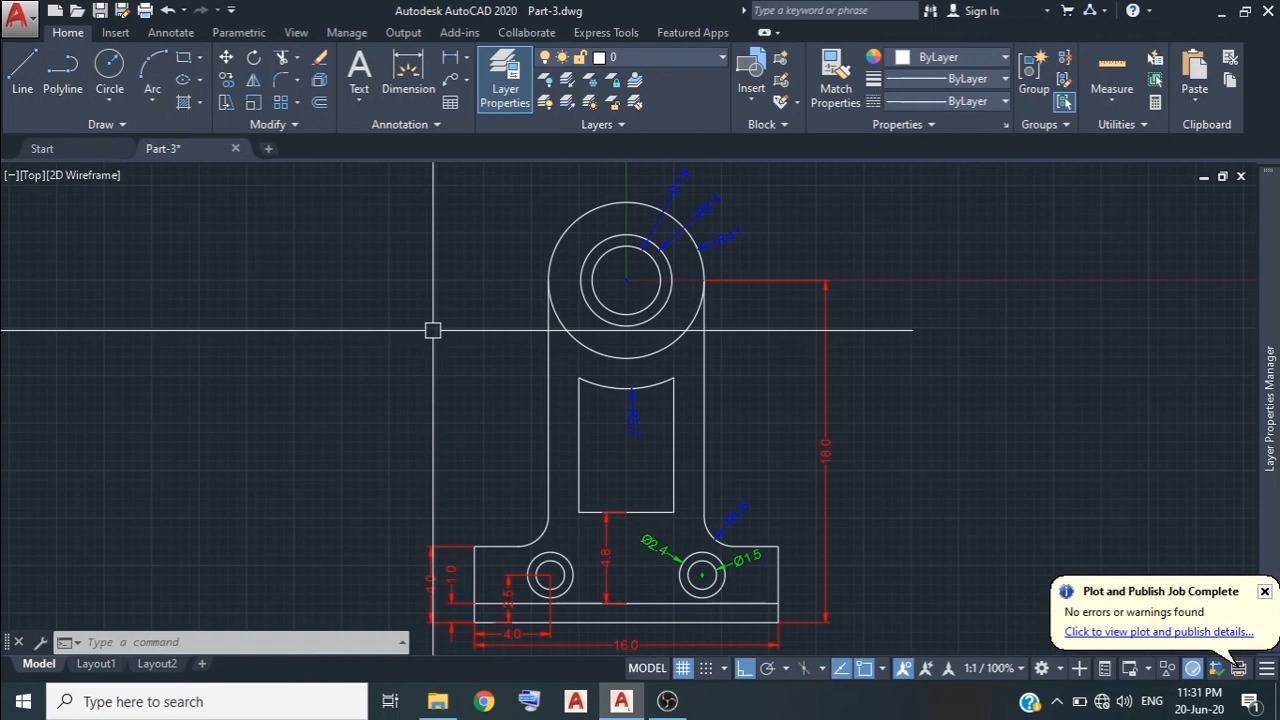 Autodesk AutoCAD 2020   Part-3.dwg
Type a keyword or phrase
Sign In
Home
Insert
Annotate
Parametric
View
Manage
Output
Add-ins
Collaborate
Express Tools
Featured Apps
Line
Polyline
Circle
Arc
Text
Dimension
Layer
Properties
0
Insert
Match
Properties
ByLayer
ByLayer
ByLayer
Group
Measure
Paste
Draw
Modify
Annotation
Layers
Block
Properties
Groups
Utilities
Clipboard
Start
Part-3*
[−][Top][2D Wireframe]
Layer Properties Manager
18.0
4.8
Ø2.4
Ø1.5
1.0
2.5
4.0
16.0
Plot and Publish Job Complete
No errors or warnings found
Click to view plot and publish details...
Type a command
Model
Layout1
Layout2
MODEL
1:1 / 100%
Type here to search
ENG
11:31 PM
20-Jun-20
1